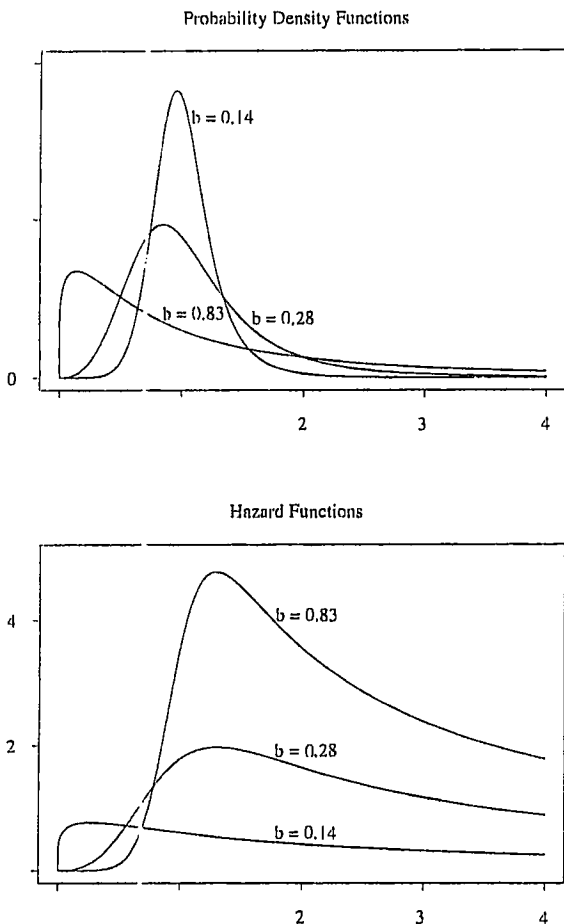 Probability Density Functions
b = 0.14
b = 0.83
b = 0.28
0
2
3
4
Hazard Functions
4
b = 0.83
2
b = 0.28
b = 0.14
2
3
4